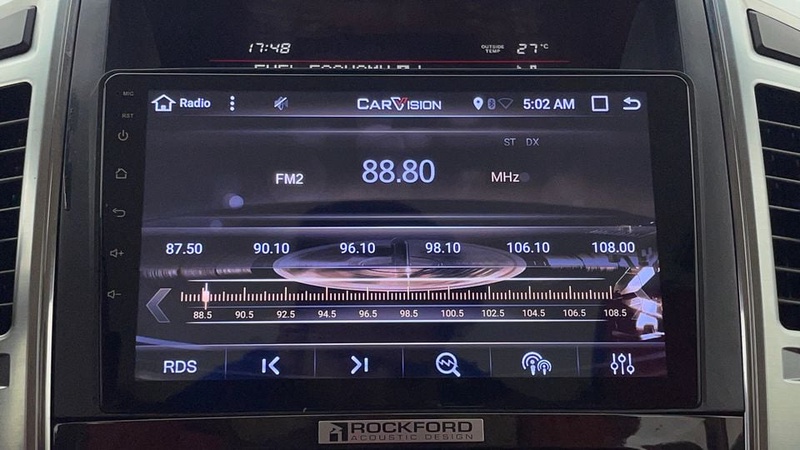 17:48 OUTSIDE TEMP 27°C
FUEL ECONOMY
MIC Radio CARVISION 5:02 AM
RST
ST DX
FM2 88.80 MHz
87.50 90.10 96.10 98.10 106.10 108.00
88.5 90.5 92.5 94.5 96.5 98.5 100.5 102.5 104.5 106.5 108.5
RDS
ROCKFORD
ACOUSTIC DESIGN